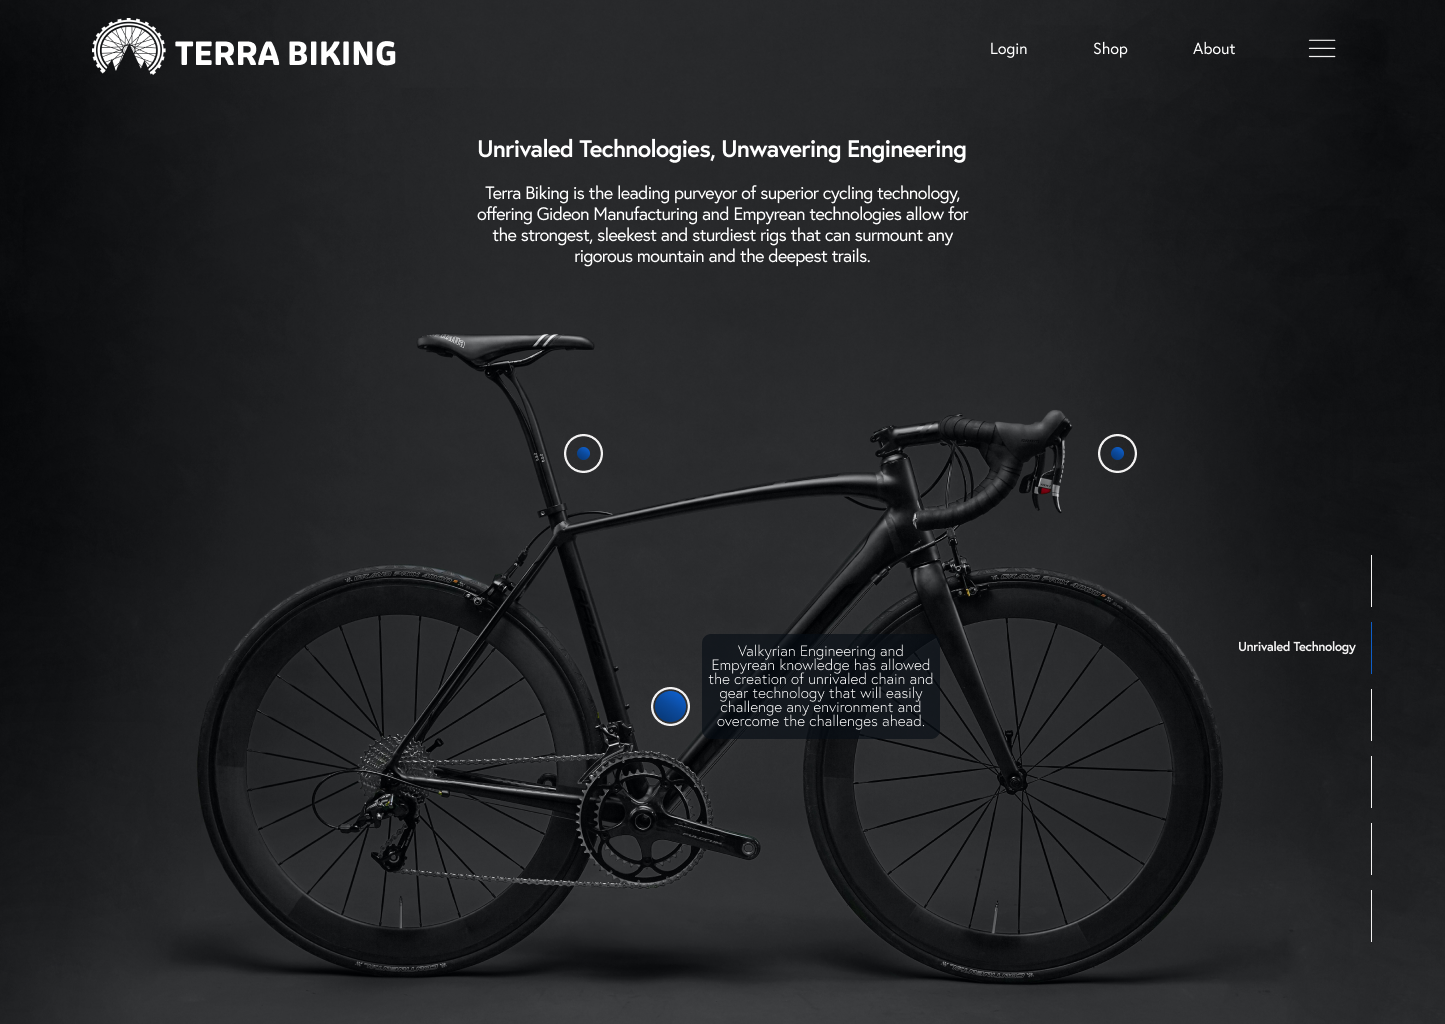 TERRA BIKING
Login
Shop
About
Unrivaled Technologies, Unwavering Engineering
Terra Biking is the leading purveyor of superior cycling technology,
offering Gideon Manufacturing and Empyrean technologies allow for
the strongest, sleekest and sturdiest rigs that can surmount any
rigorous mountain and the deepest trails.
Unrivaled Technology
Valkyrian Engineering and
Empyrean knowledge has allowed
the creation of unrivaled chain and
gear technology that will easily
challenge any environment and
overcome the challenges ahead.